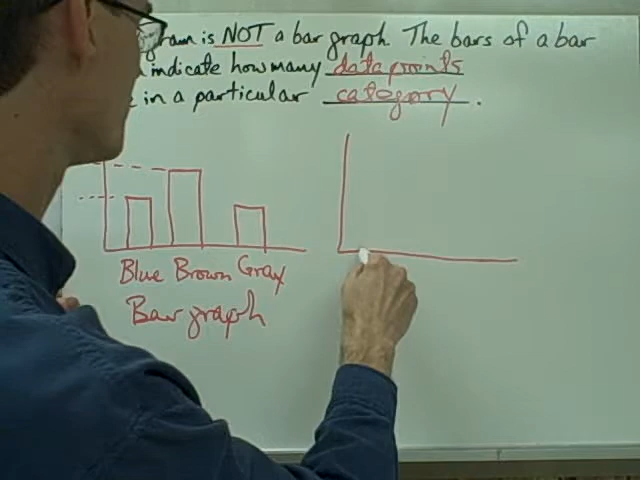 is NOT a bar graph. The bars of a bar
indicate how many data points
in a particular category.
Blue Brown Gray
Bar graph